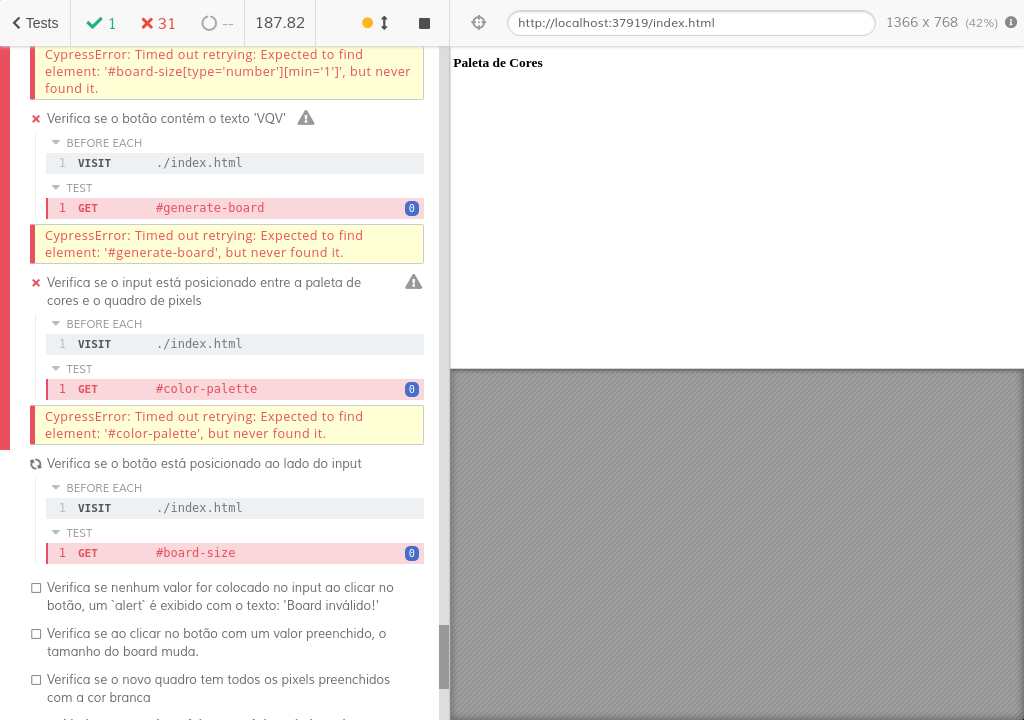 Tests
1
31
--
187.82
http://localhost:37919/index.html
1366 x 768 (42%)
CypressError: Timed out retrying: Expected to find
element: '#board-size[type='number'][min='1']', but never
found it.
Verifica se o botão contém o texto 'VQV'
BEFORE EACH
1 VISIT ./index.html
TEST
1 GET #generate-board 0
CypressError: Timed out retrying: Expected to find
element: '#generate-board', but never found it.
Verifica se o input está posicionado entre a paleta de
cores e o quadro de pixels
BEFORE EACH
1 VISIT ./index.html
TEST
1 GET #color-palette 0
CypressError: Timed out retrying: Expected to find
element: '#color-palette', but never found it.
Verifica se o botão está posicionado ao lado do input
BEFORE EACH
1 VISIT ./index.html
TEST
1 GET #board-size 0
Verifica se nenhum valor for colocado no input ao clicar no
botão, um `alert` é exibido com o texto: 'Board inválido!'
Verifica se ao clicar no botão com um valor preenchido, o
tamanho do board muda.
Verifica se o novo quadro tem todos os pixels preenchidos
com a cor branca
Paleta de Cores